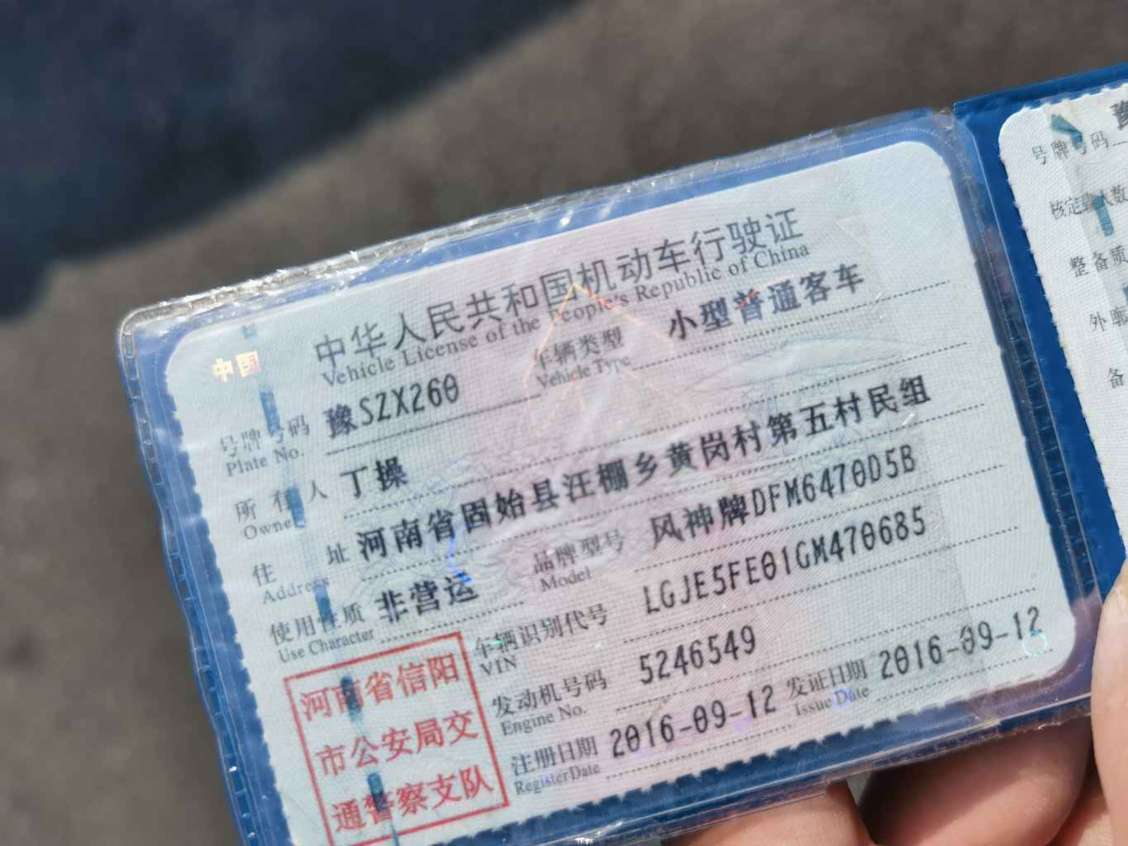 中国
中华人民共和国机动车行驶证
Vehicle License of the People's Republic of China
号牌号码 豫SZX260 车辆类型 小型普通客车
Plate No. Vehicle Type
所有人 丁操
Owner
住址 河南省固始县汪棚乡黄岗村第五村民组
Address
使用性质 非营运 品牌型号 风神牌DFM6470D5B
Use Character Model
车辆识别代号 LGJE5FE01GM470685
VIN
河南省信阳
市公安局交
通警察支队
发动机号码 5246549
Engine No.
注册日期 2016-09-12 发证日期 2016-09-12
Register Date Issue Date
号牌号码 豫
核定载人数
整备质
外廓
备